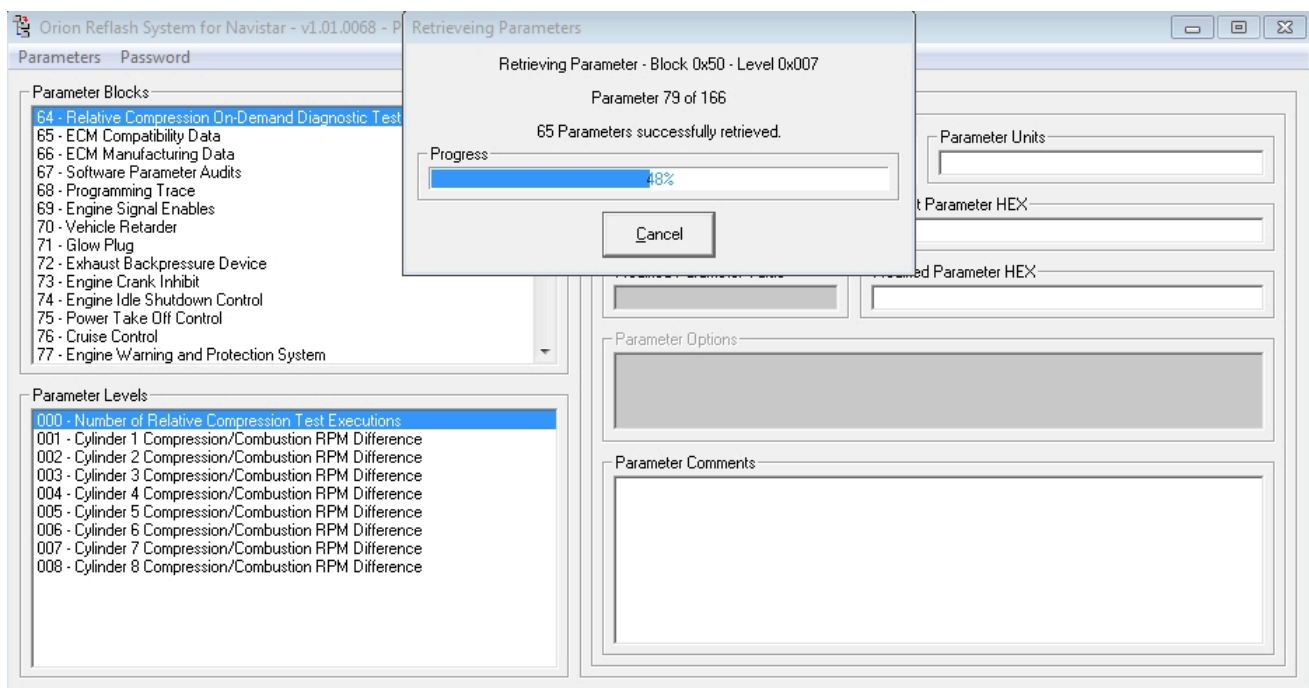 Orion Reflash System for Navistar - v1.01.0068 - P
Retrieveing Parameters
Parameters Password
Retrieving Parameter - Block 0x50 - Level 0x007
Parameter 79 of 166
65 Parameters successfully retrieved.
Progress
48%
Cancel
Parameter Blocks
64 - Relative Compression On-Demand Diagnostic Test
65 - ECM Compatibility Data
66 - ECM Manufacturing Data
67 - Software Parameter Audits
68 - Programming Trace
69 - Engine Signal Enables
70 - Vehicle Retarder
71 - Glow Plug
72 - Exhaust Backpressure Device
73 - Engine Crank Inhibit
74 - Engine Idle Shutdown Control
75 - Power Take Off Control
76 - Cruise Control
77 - Engine Warning and Protection System
Parameter Levels
000 - Number of Relative Compression Test Executions
001 - Cylinder 1 Compression/Combustion RPM Difference
002 - Cylinder 2 Compression/Combustion RPM Difference
003 - Cylinder 3 Compression/Combustion RPM Difference
004 - Cylinder 4 Compression/Combustion RPM Difference
005 - Cylinder 5 Compression/Combustion RPM Difference
006 - Cylinder 6 Compression/Combustion RPM Difference
007 - Cylinder 7 Compression/Combustion RPM Difference
008 - Cylinder 8 Compression/Combustion RPM Difference
Parameter Units
t Parameter HEX
ed Parameter HEX
Parameter Options
Parameter Comments